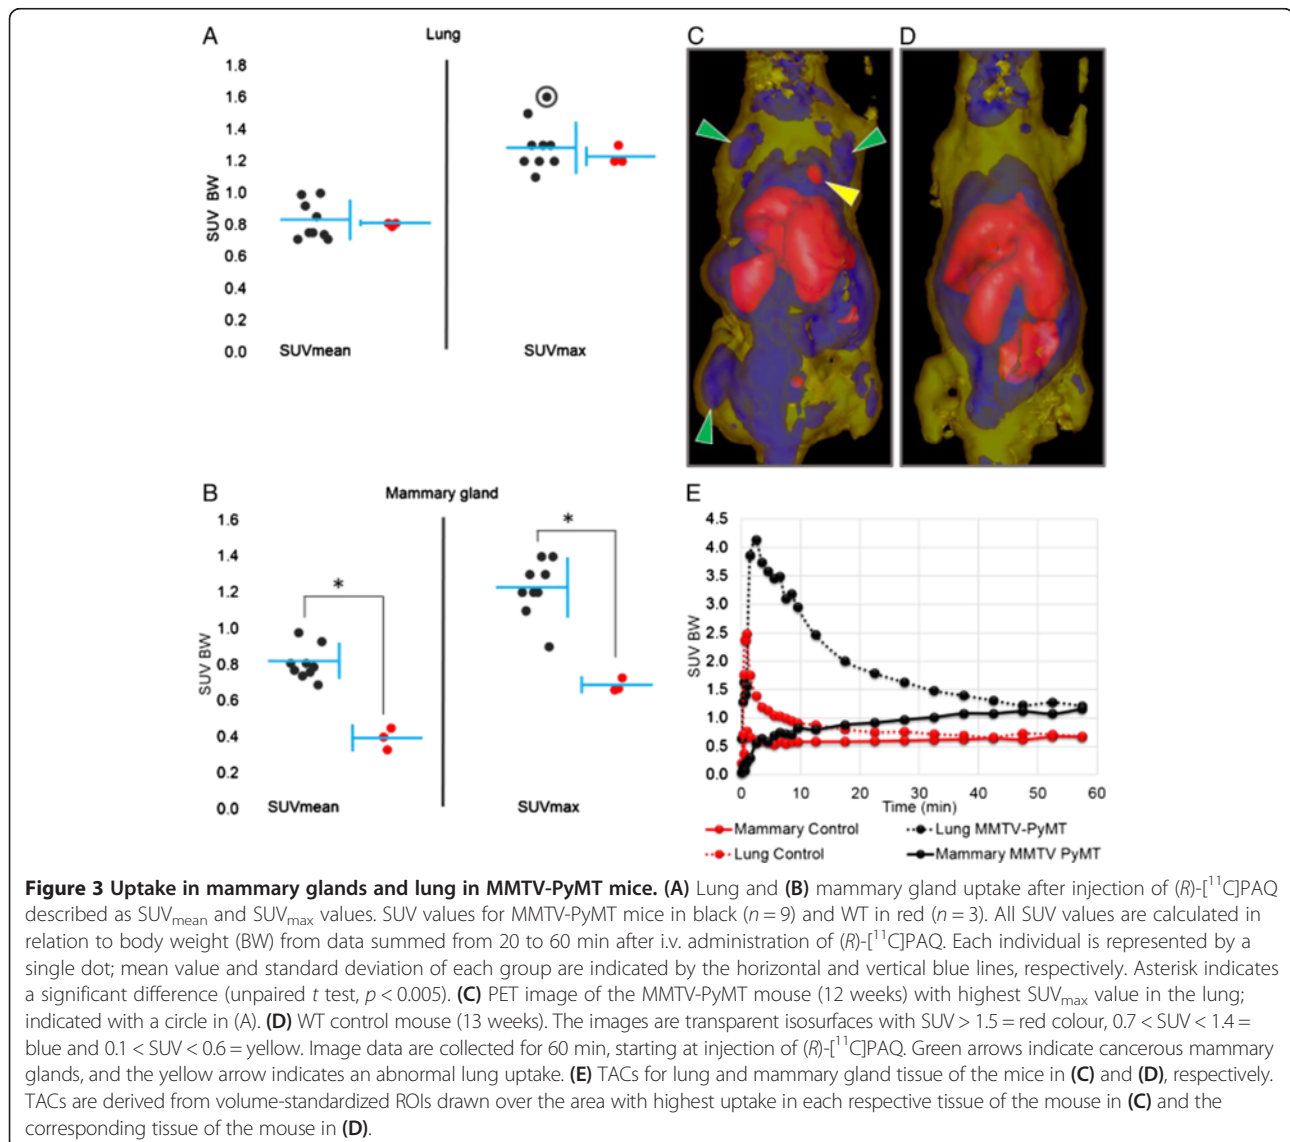 A
Lung
1.8
1.6
1.4
1.2
1.0
0.8
0.6
0.4
0.2
0.0
SUV BW
SUVmean
SUVmax
C
D
B
Mammary gland
1.6
1.4
1.2
1.0
0.8
0.6
0.4
0.2
0.0
SUV BW
*
*
SUVmean
SUVmax
E
4.5
4.0
3.5
3.0
2.5
2.0
1.5
1.0
0.5
0.0
SUV BW
0 10 20 30 40 50 60
Time (min)
Mammary Control
Lung MMTV-PyMT
Lung Control
Mammary MMTV PyMT
Figure 3 Uptake in mammary glands and lung in MMTV-PyMT mice. (A) Lung and (B) mammary gland uptake after injection of (R)-[11C]PAQ
described as SUVmean and SUVmax values. SUV values for MMTV-PyMT mice in black (n = 9) and WT in red (n = 3). All SUV values are calculated in
relation to body weight (BW) from data summed from 20 to 60 min after i.v. administration of (R)-[11C]PAQ. Each individual is represented by a
single dot; mean value and standard deviation of each group are indicated by the horizontal and vertical blue lines, respectively. Asterisk indicates
a significant difference (unpaired t test, p < 0.005). (C) PET image of the MMTV-PyMT mouse (12 weeks) with highest SUVmax value in the lung;
indicated with a circle in (A). (D) WT control mouse (13 weeks). The images are transparent isosurfaces with SUV > 1.5 = red colour, 0.7 < SUV < 1.4 =
blue and 0.1 < SUV < 0.6 = yellow. Image data are collected for 60 min, starting at injection of (R)-[11C]PAQ. Green arrows indicate cancerous mammary
glands, and the yellow arrow indicates an abnormal lung uptake. (E) TACs for lung and mammary gland tissue of the mice in (C) and (D), respectively.
TACs are derived from volume-standardized ROIs drawn over the area with highest uptake in each respective tissue of the mouse in (C) and the
corresponding tissue of the mouse in (D).